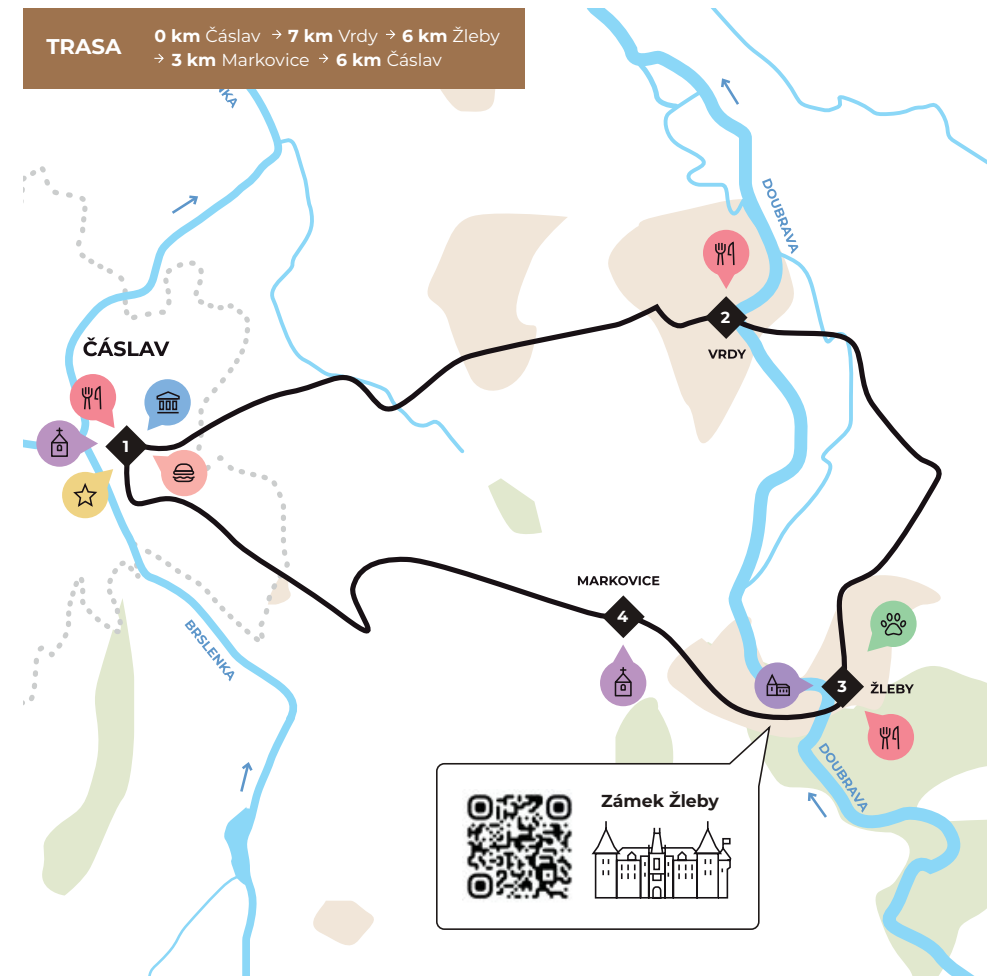 TRASA
0 km Čáslav → 7 km Vrdy → 6 km Žleby
→ 3 km Markovice → 6 km Čáslav
DOUBRAVA
ČÁSLAV
2
VRDY
1
MARKOVICE
4
BRSLENKA
3
ŽLEBY
DOUBRAVA
Zámek Žleby